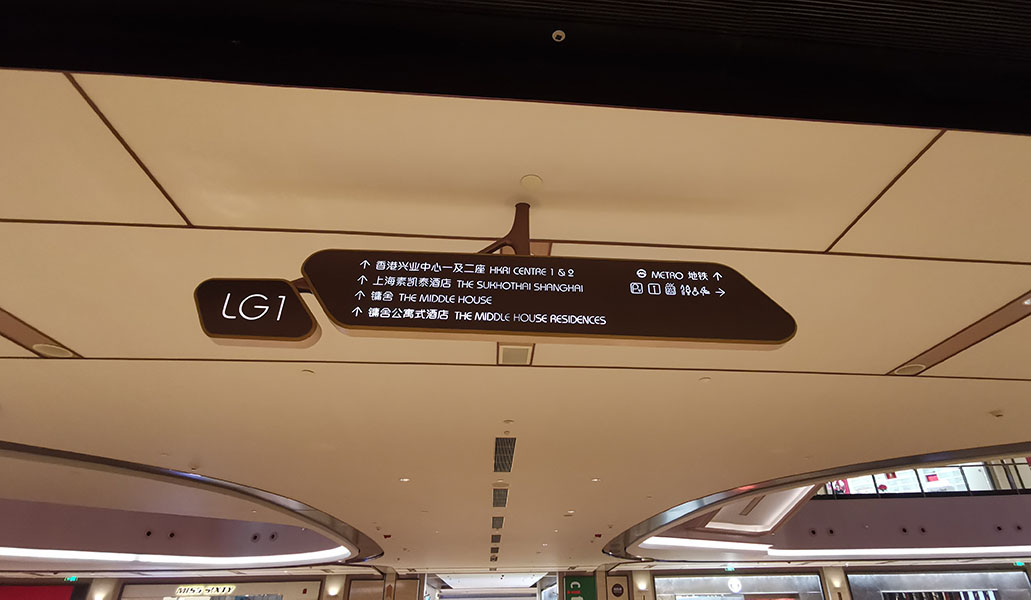 LG1
↑ 香港兴业中心一及二座 HKRI CENTRE 1 & 2
↑ 上海素凯泰酒店 THE SUKHOTHAI SHANGHAI
↑ 镛舍 THE MIDDLE HOUSE
↑ 镛舍公寓式酒店 THE MIDDLE HOUSE RESIDENCES
METRO 地铁 ↑
→
MISS SIXTY